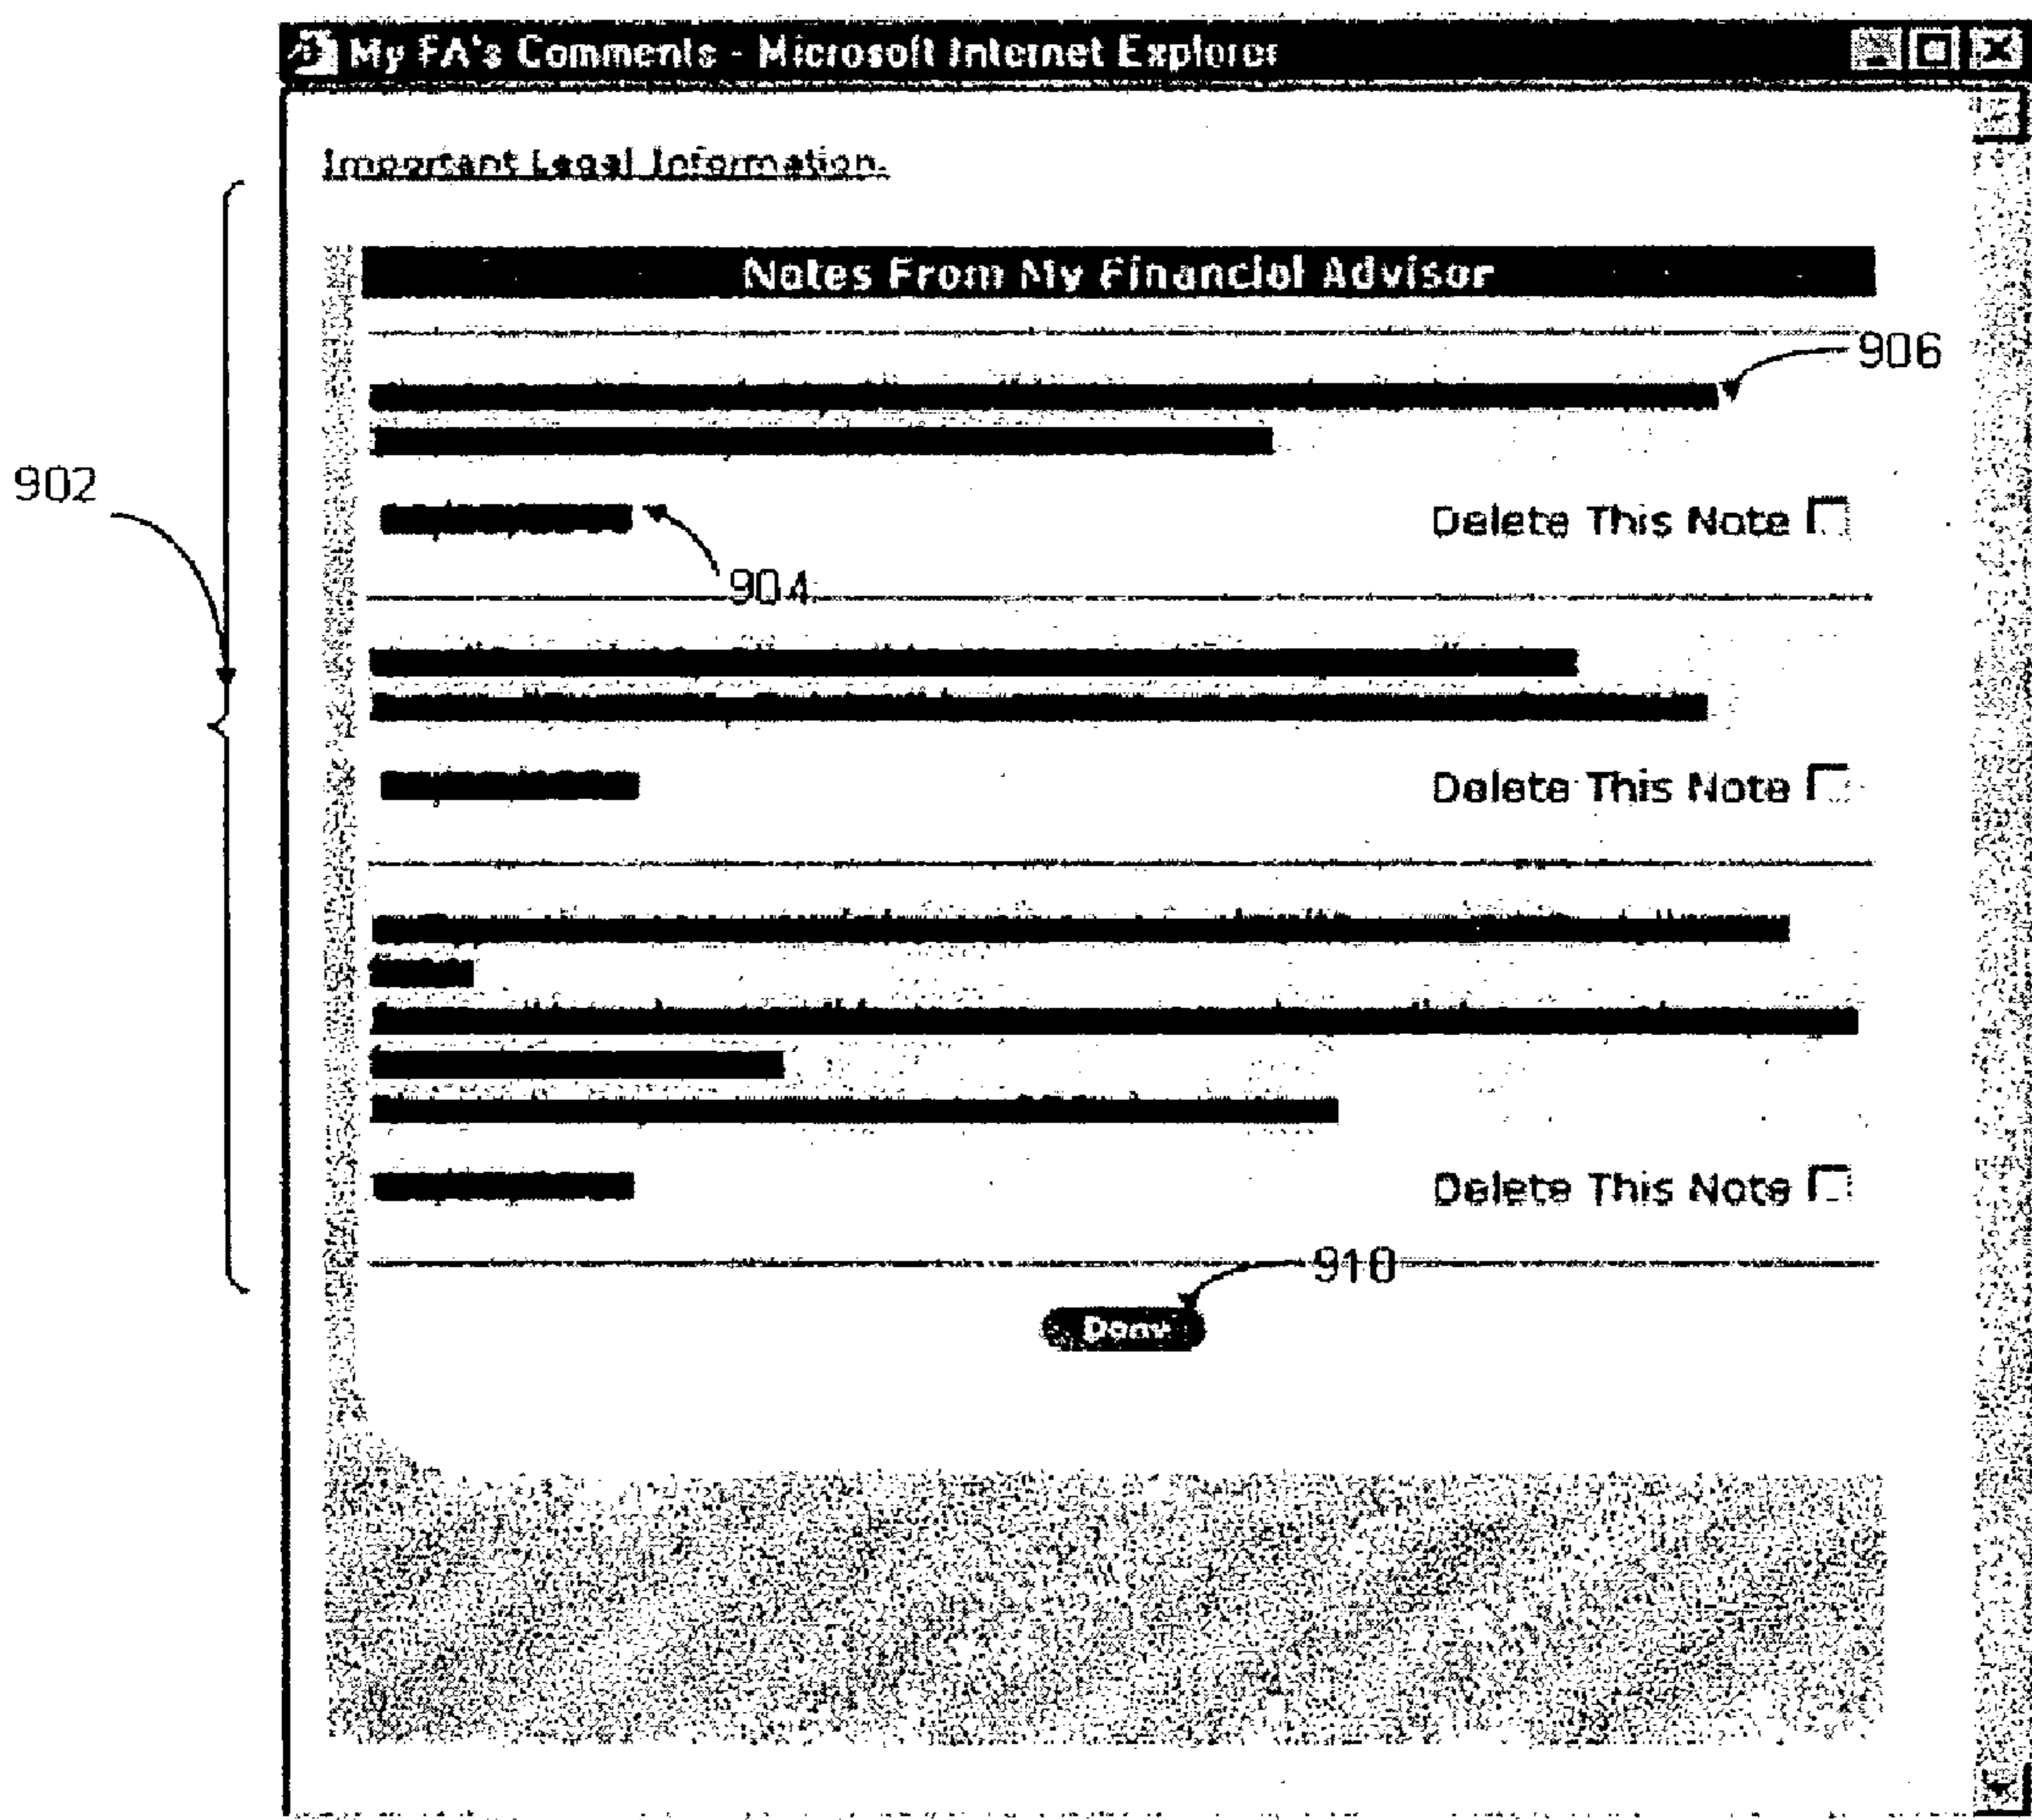 My FA's Comments - Microsoft Internet Explorer
Important Legal Information.
Notes From My Financial Advisor
906
902
Delete This Note
904
Delete This Note
Delete This Note
910
Done